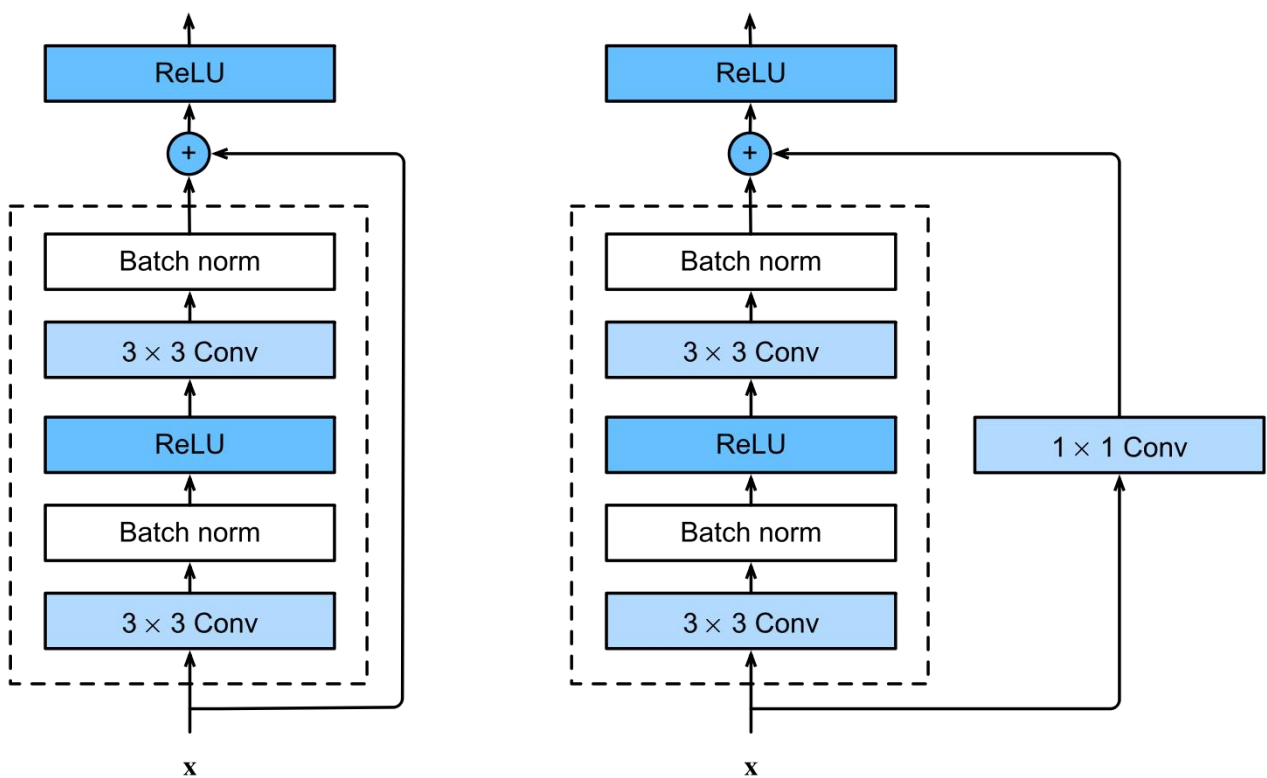 ReLU
+
Batch norm
3 × 3 Conv
ReLU
Batch norm
3 × 3 Conv
x
ReLU
+
Batch norm
3 × 3 Conv
ReLU
Batch norm
3 × 3 Conv
x
1 × 1 Conv